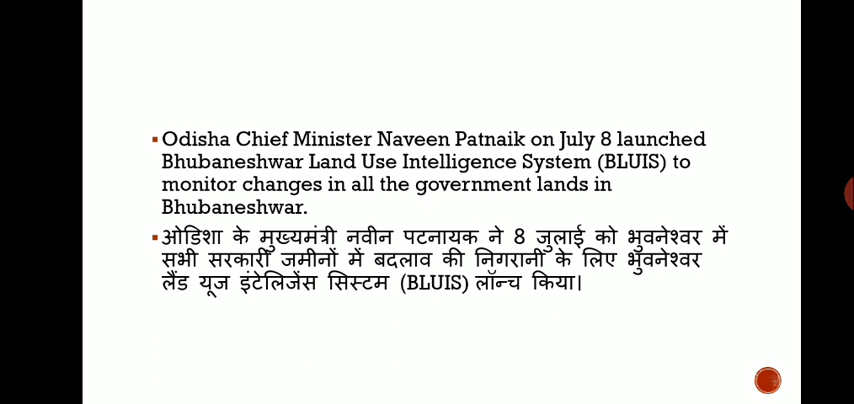 ▪Odisha Chief Minister Naveen Patnaik on July 8 launched
Bhubaneshwar Land Use Intelligence System (BLUIS) to
monitor changes in all the government lands in
Bhubaneshwar.
▪ओडिशा के मुख्यमंत्री नवीन पटनायक ने 8 जुलाई को भुवनेश्वर में
सभी सरकारी जमीनों में बदलाव की निगरानी के लिए भुवनेश्वर
लैंड यूज इंटेलिजेंस सिस्टम (BLUIS) लॉन्च किया।